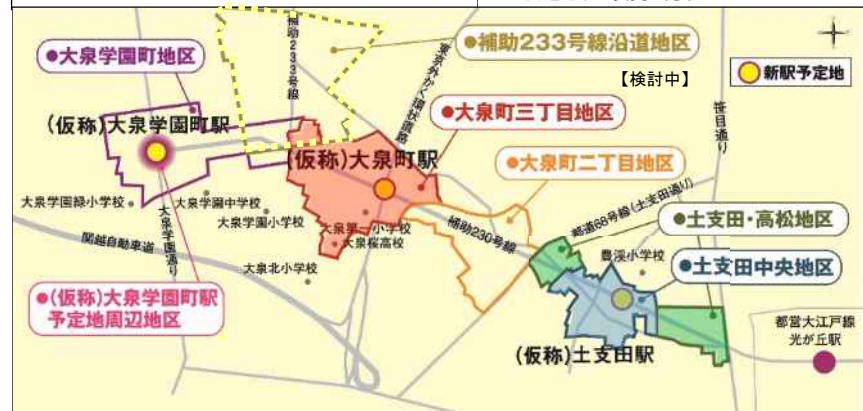 補助233号線
●大泉学園町地区
東京外かく環状道路
●補助233号線沿道地区
【検討中】
新駅予定地
笹目通り
●大泉町三丁目地区
(仮称)大泉学園町駅
(仮称)大泉町駅
●大泉町二丁目地区
大泉学園緑小学校
大泉学園中学校
大泉学園小学校
大泉第一小学校
大泉桜高校
大泉学園通り
関越自動車道
大泉北小学校
補助230号線
都道68号線(土支田通り)
●土支田・高松地区
豊渓小学校
●土支田中央地区
●(仮称)大泉学園町駅
予定地周辺地区
(仮称)土支田駅
都営大江戸線
光が丘駅